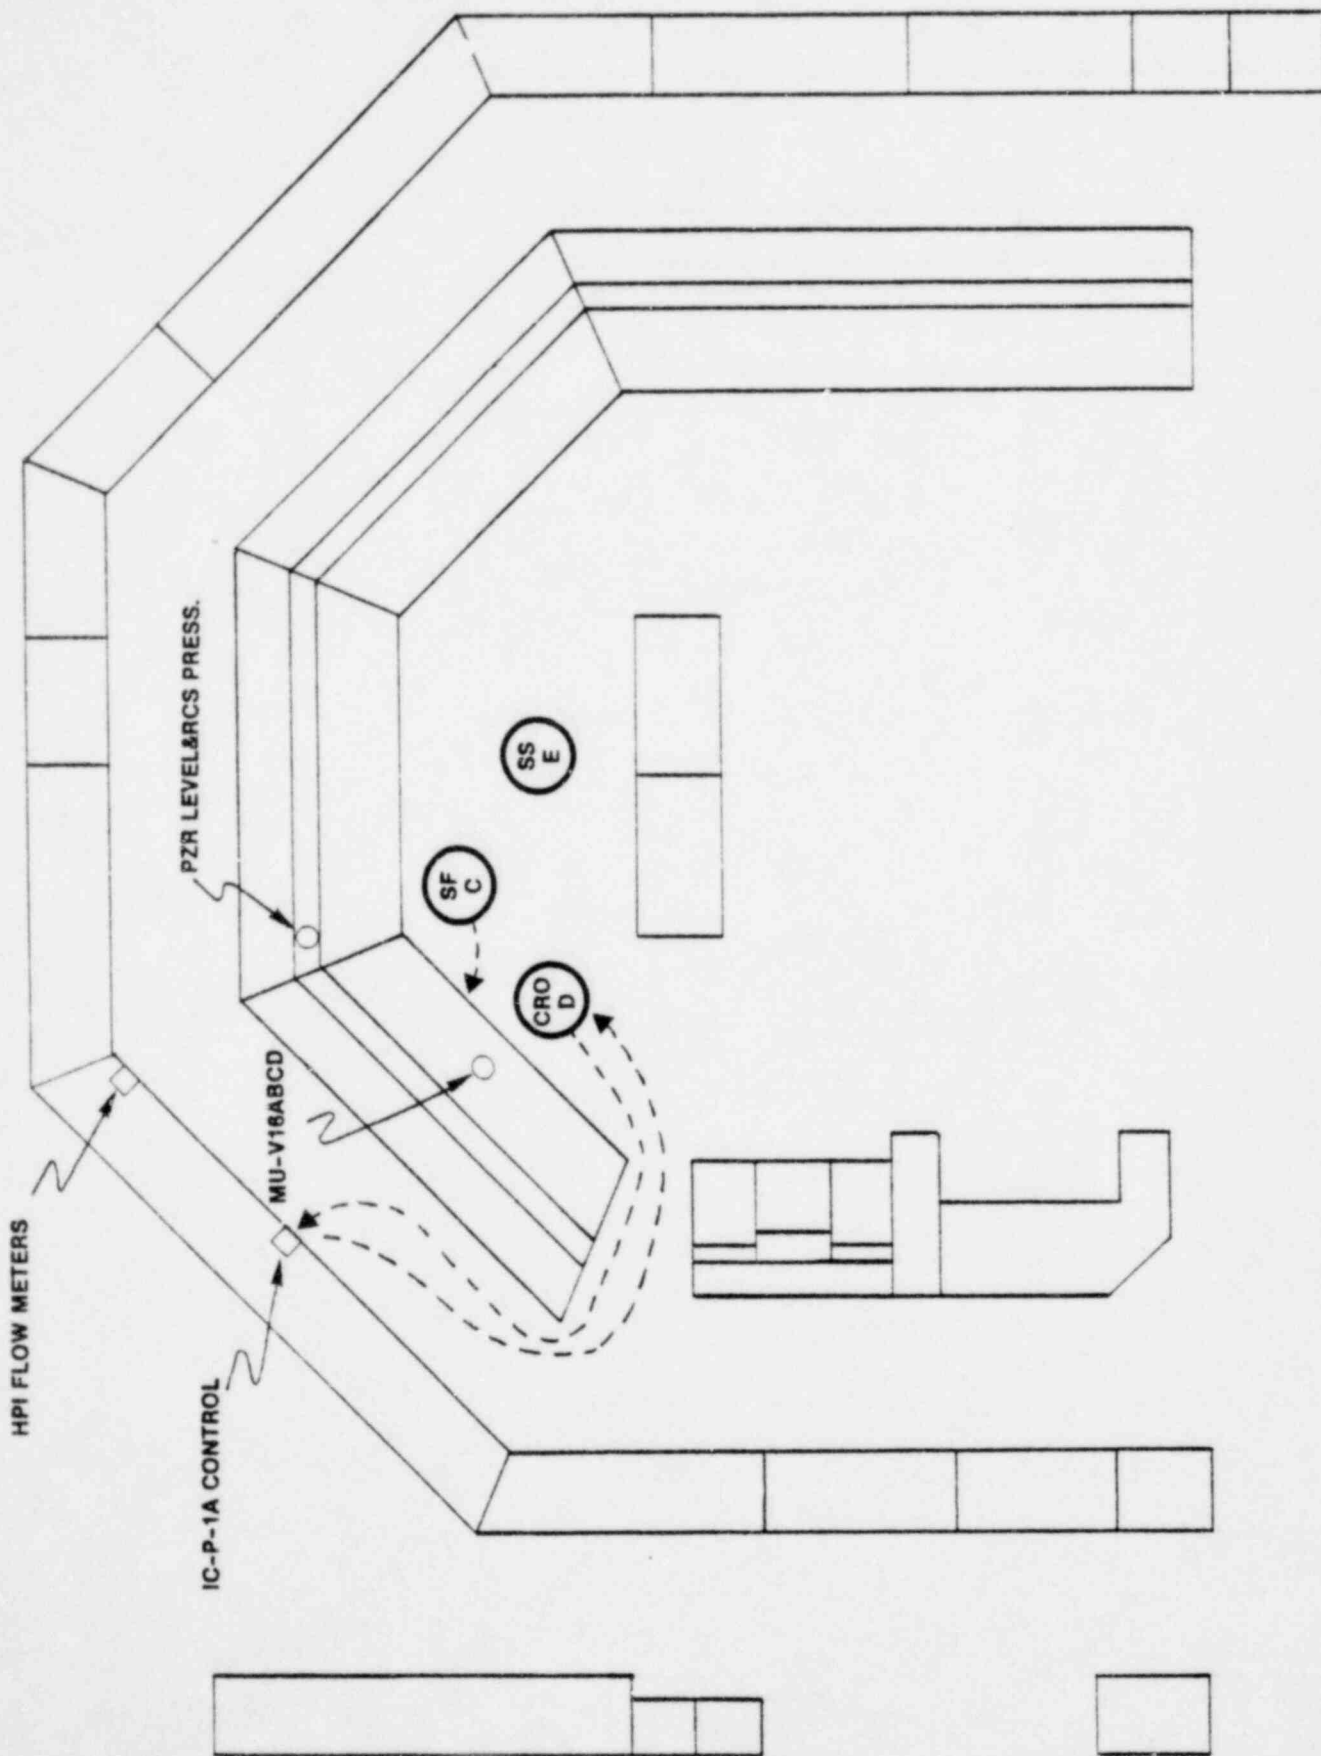 HPI FLOW METERS
IC-P-1A CONTROL
MU-V16ABCD
PZR LEVEL&RCS PRESS.
CRO
D
SF
C
SS
E